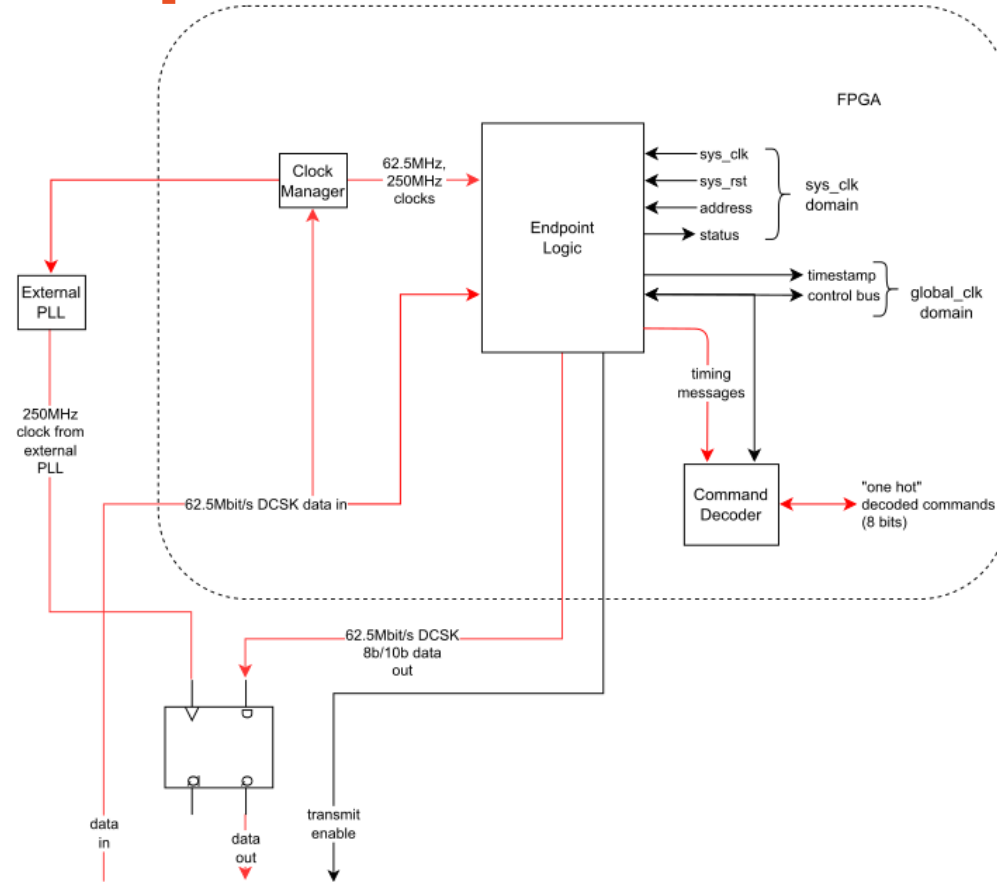 FPGA
Clock
Manager
62.5MHz,
250MHz
clocks
Endpoint
Logic
sys_clk
sys_rst
address
status
sys_clk
domain
timestamp
control bus
global_clk
domain
External
PLL
timing
messages
250MHz
clock from
external
PLL
62.5Mbit/s DCSK data in
Command
Decoder
"one hot"
decoded commands
(8 bits)
62.5Mbit/s DCSK
8b/10b data
out
D
Q
Q
data
in
data
out
transmit
enable